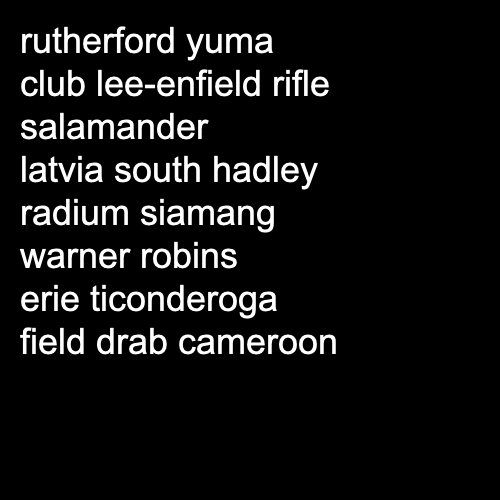 rutherford yuma
club lee-enfield rifle
salamander
latvia south hadley
radium siamang
warner robins
erie ticonderoga
field drab cameroon